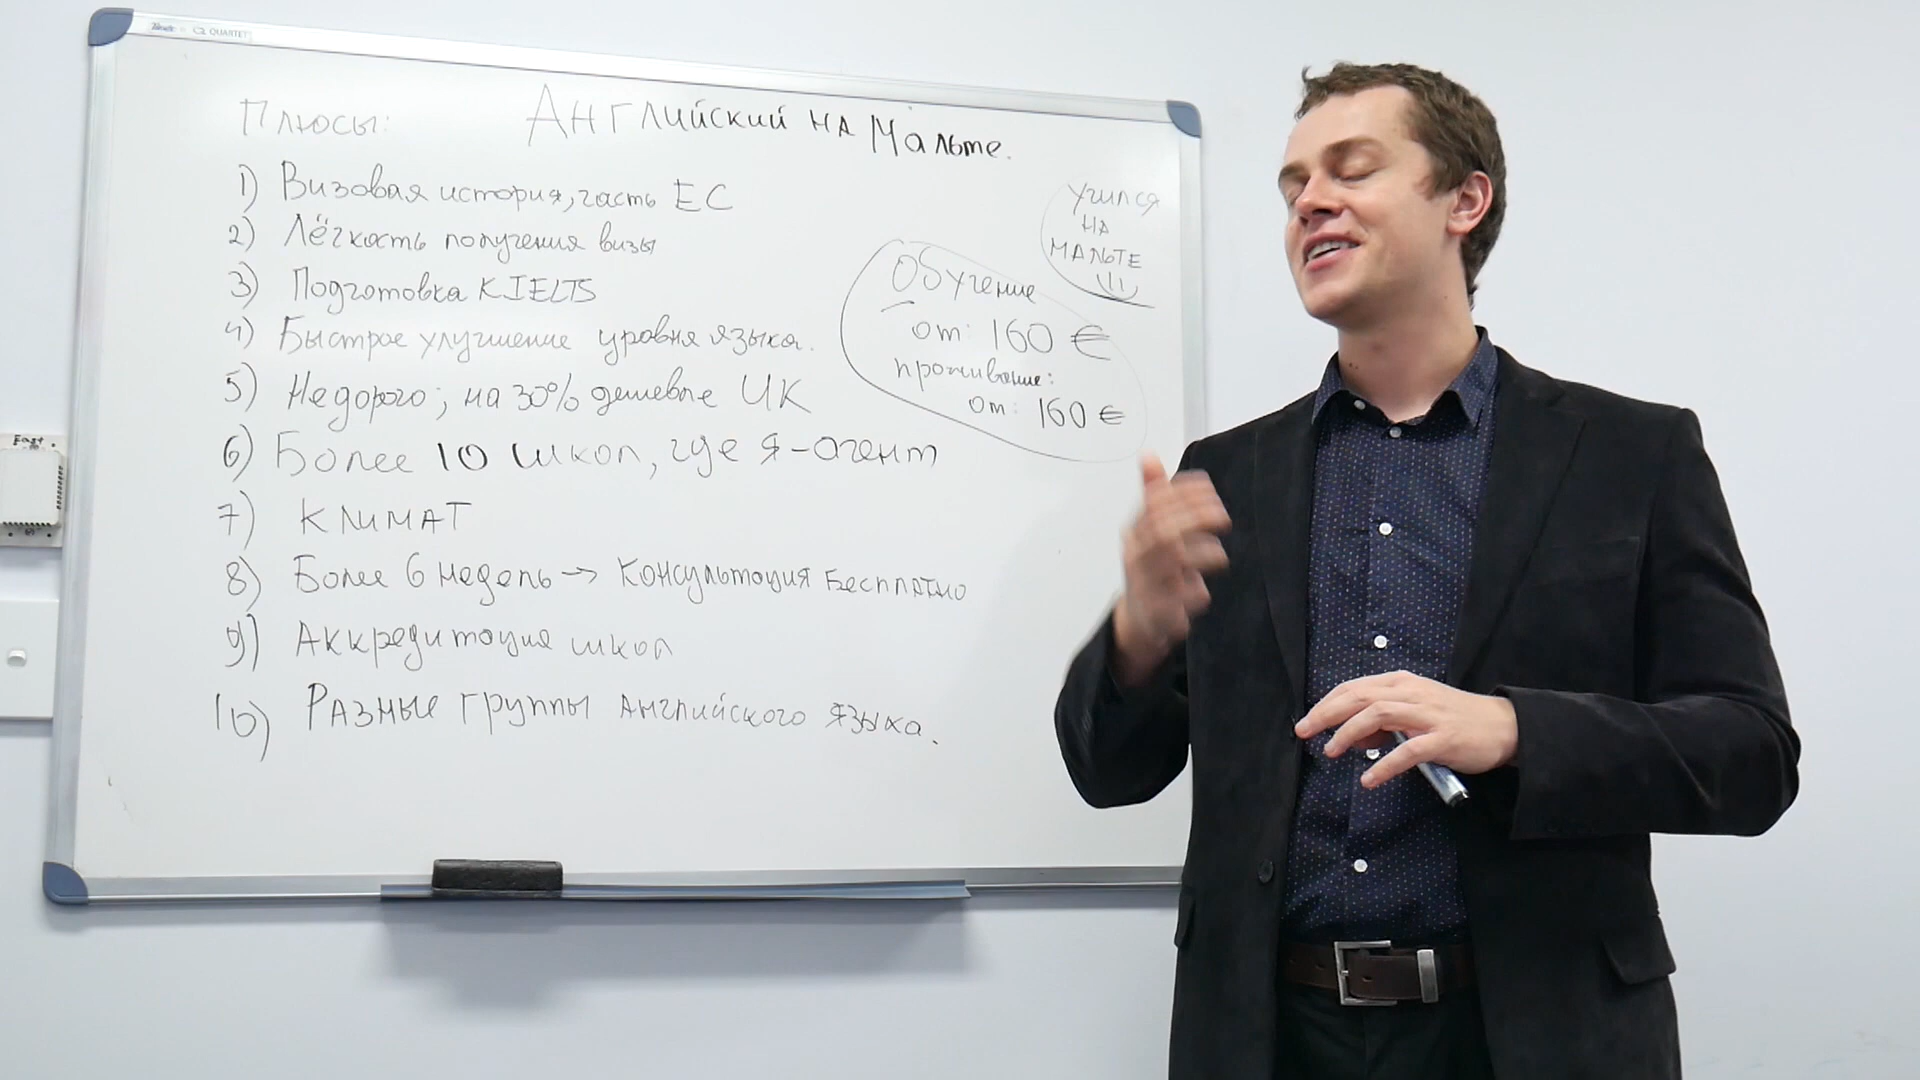 QUARTET
Плюсы:
Английский на Мальте.
1) Визовая история, часть ЕС
2) Лёгкость получения визы
3) Подготовка к IELTS
4) Быстрое улучшение уровня языка.
5) Недорого; на 30% дешевле UK
6) Более 10 школ, где я - агент
7) КЛИМАТ
8) Более 6 недель → Консультация Бесплатно
9) Аккредитация школ
10) Разные группы Английского языка.
Учился
на
МАЛЬТЕ
Обучение
от: 160 €
проживание:
от: 160 €
East